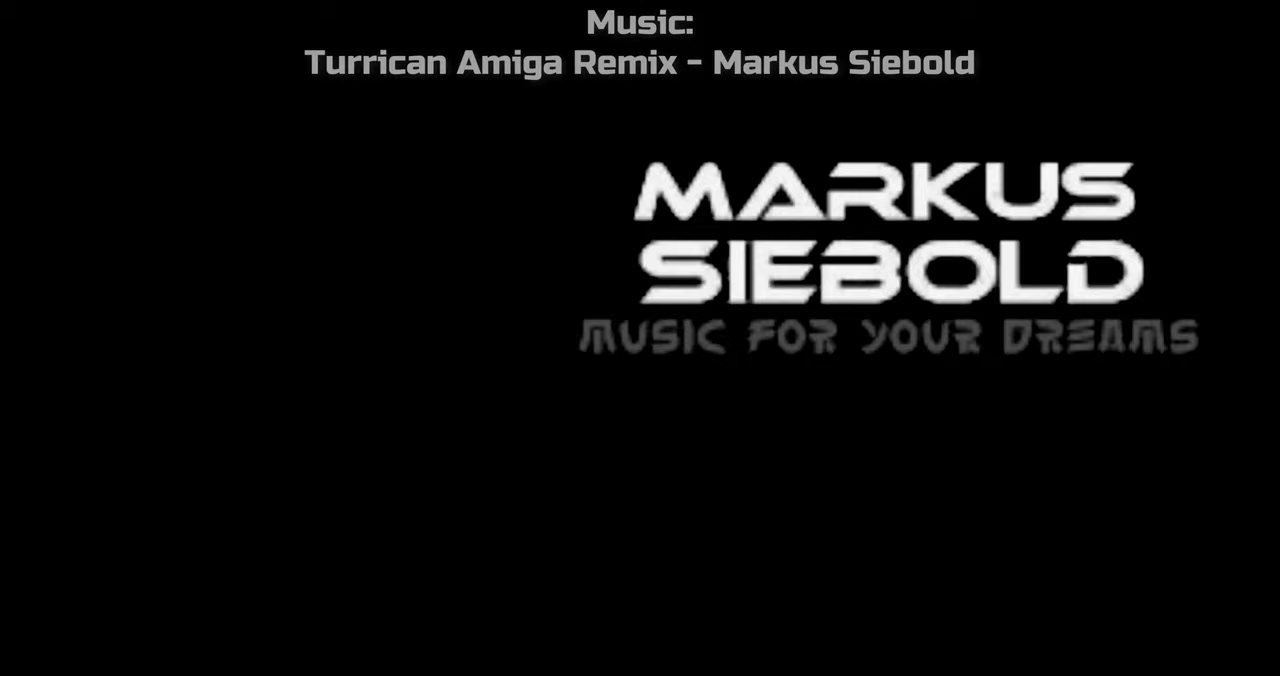 Music:
Turrican Amiga Remix - Markus Siebold
MARKUS
SIEBOLD
MUSIC FOR YOUR DREAMS